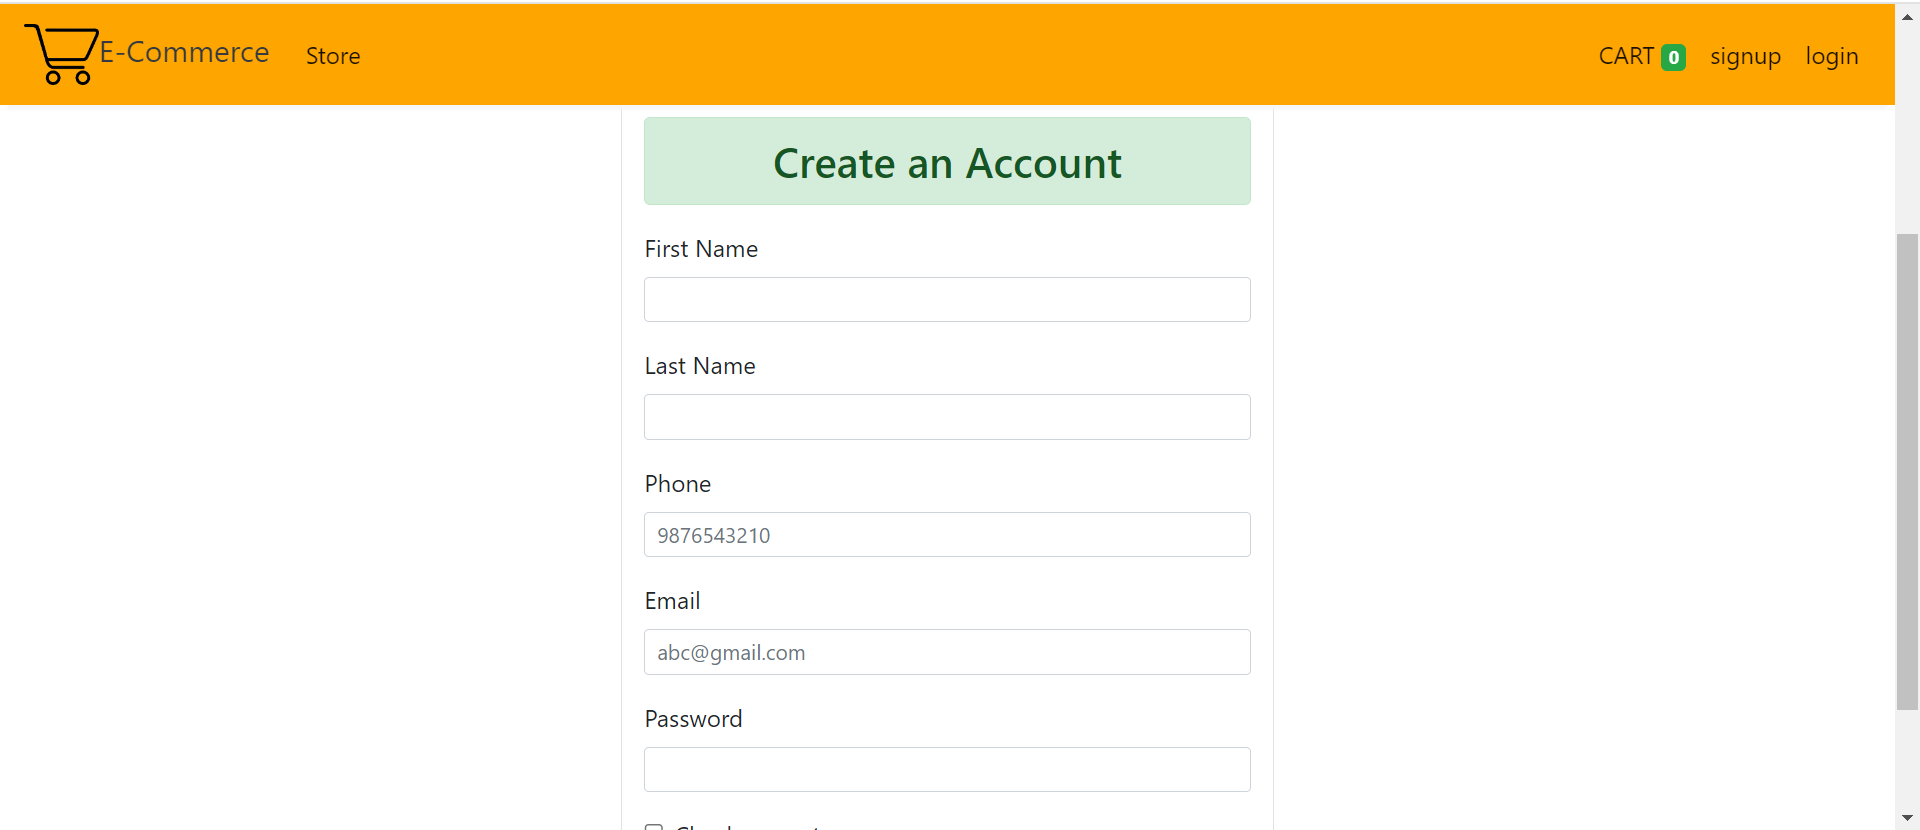 E-Commerce Store CART 0 signup login
Create an Account
First Name
Last Name
Phone
9876543210
Email
abc@gmail.com
Password